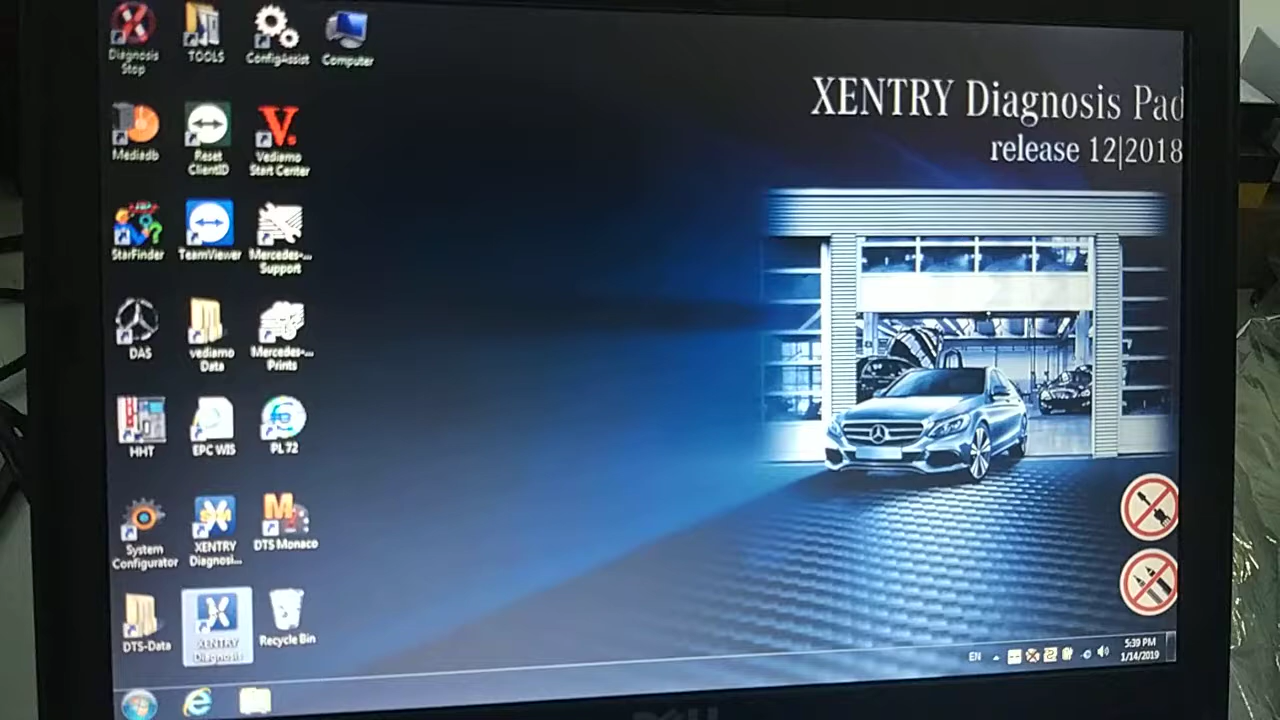 Diagnosis
Stop
TOOLS
ConfigAssist
Computer
Mediadb
Reset
ClientID
Vediamo
Start Center
StarFinder
TeamViewer
Mercedes-...
Support
DAS
vediamo
Data
Mercedes-...
Prints
HHT
EPC WIS
PL 72
System
Configurator
XENTRY
Diagnosi...
DTS Monaco
DTS-Data
XENTRY
Diagnosis
Recycle Bin
XENTRY Diagnosis Pad
release 12|2018
EN
5:39 PM
1/14/2019